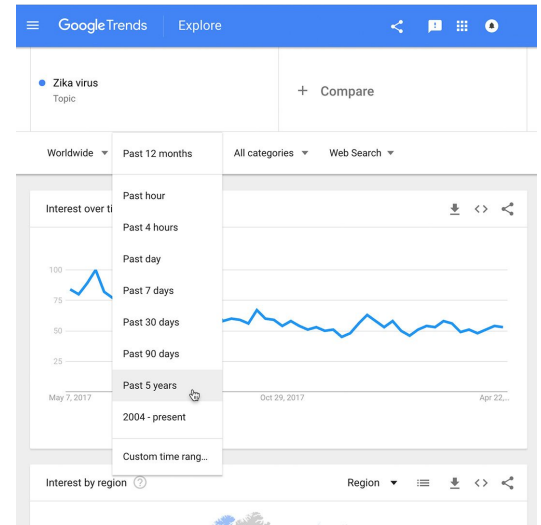 GoogleTrends Explore
Zika virus
Topic
+ Compare
Worldwide Past 12 months All categories Web Search
Past hour
Interest over ti
Past 4 hours
Past day
100
Past 7 days
75
Past 30 days
50
Past 90 days
25
Past 5 years
May 7, 2017 Oct 29, 2017 Apr 22,...
2004 - present
Custom time rang...
Interest by region ? Region